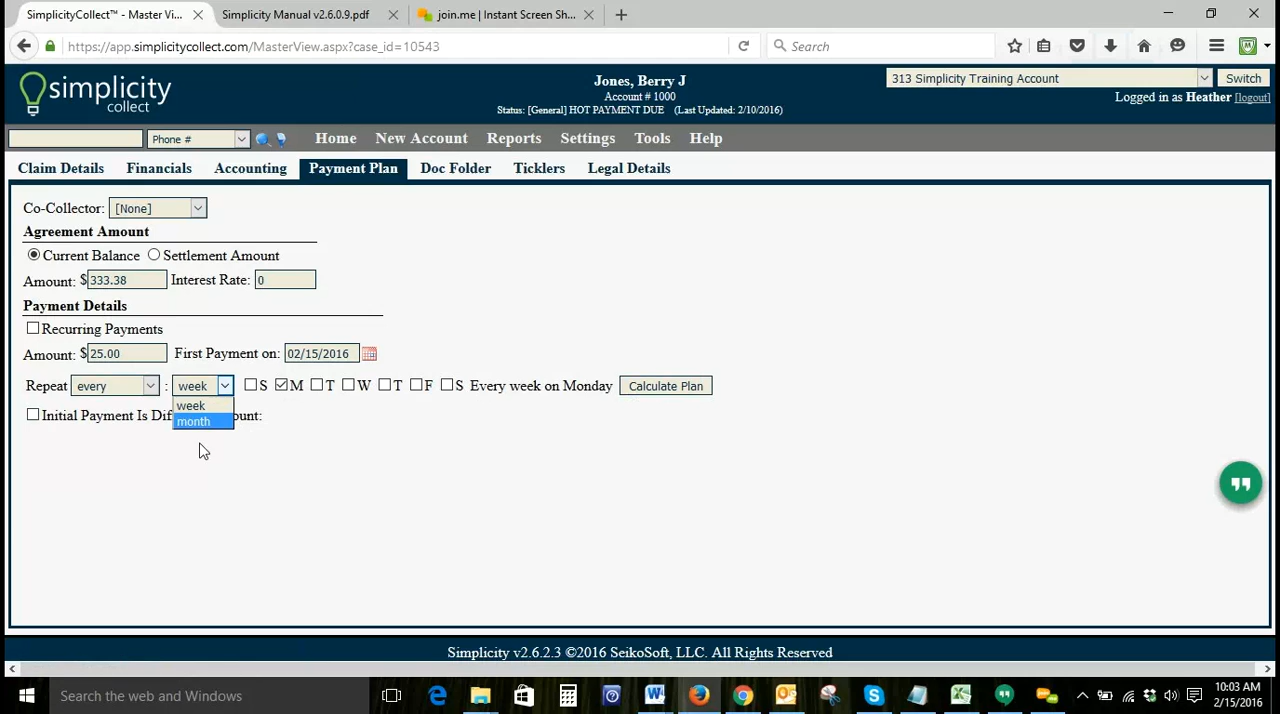 SimplicityCollect™ - Master Vi...
Simplicity Manual v2.6.0.9.pdf
join.me | Instant Screen Sh...
https://app.simplicitycollect.com/MasterView.aspx?case_id=10543
Search
simplicity
collect
Jones, Berry J
Account # 1000
Status: [General] HOT PAYMENT DUE (Last Updated: 2/10/2016)
313 Simplicity Training Account
Switch
Logged in as Heather [logout]
Phone #
Home New Account Reports Settings Tools Help
Claim Details Financials Accounting Payment Plan Doc Folder Ticklers Legal Details
Co-Collector: [None]
Agreement Amount
Current Balance Settlement Amount
Amount: $333.38 Interest Rate: 0
Payment Details
Recurring Payments
Amount: $25.00 First Payment on: 02/15/2016
Repeat every : week S M T W T F S Every week on Monday Calculate Plan
week
month
Initial Payment Is Di ount:
Simplicity v2.6.2.3 ©2016 SeikoSoft, LLC. All Rights Reserved
Search the web and Windows
10:03 AM
2/15/2016